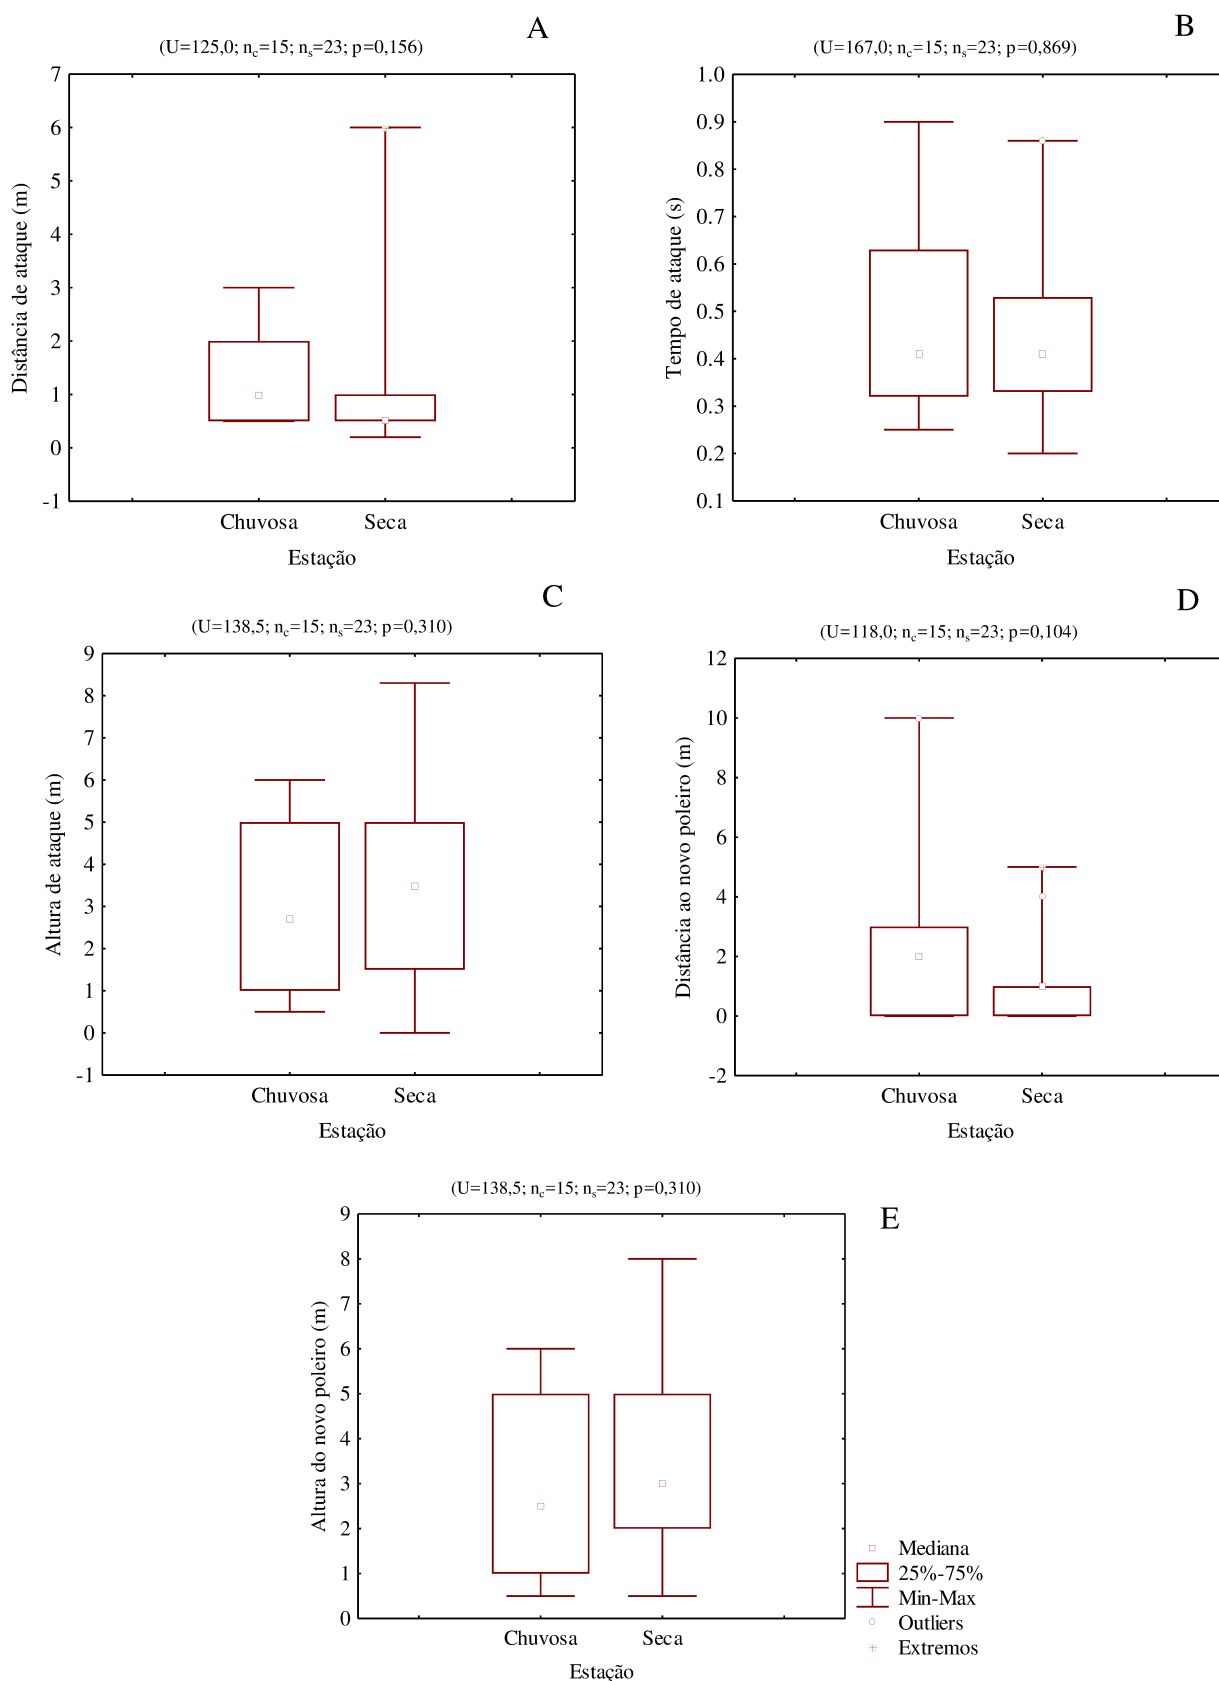 A
(U=125,0; nc=15; ns=23; p=0,156)
7
6
5
4
3
2
1
0
-1
Distância de ataque (m)
Chuvosa Seca
Estação
B
(U=167,0; nc=15; ns=23; p=0,869)
1.0
0.9
0.8
0.7
0.6
0.5
0.4
0.3
0.2
0.1
Tempo de ataque (s)
Chuvosa Seca
Estação
C
(U=138,5; nc=15; ns=23; p=0,310)
9
8
7
6
5
4
3
2
1
0
-1
Altura de ataque (m)
Chuvosa Seca
Estação
D
(U=118,0; nc=15; ns=23; p=0,104)
12
10
8
6
4
2
0
-2
Distância ao novo poleiro (m)
Chuvosa Seca
Estação
E
(U=138,5; nc=15; ns=23; p=0,310)
9
8
7
6
5
4
3
2
1
0
Altura do novo poleiro (m)
Chuvosa Seca
Estação
Mediana
25%-75%
Min-Max
Outliers
Extremos